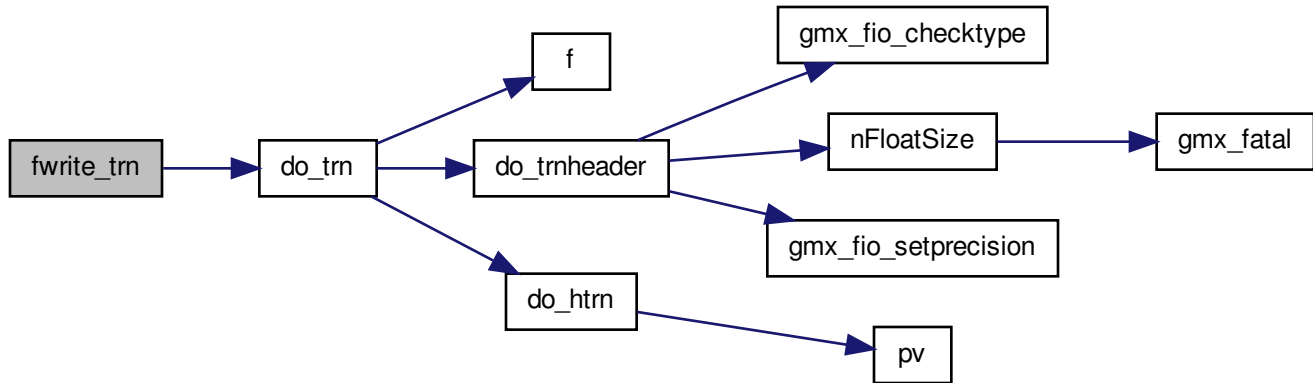 fwrite_trn
do_trn
f
do_trnheader
do_htrn
gmx_fio_checktype
nFloatSize
gmx_fio_setprecision
pv
gmx_fatal